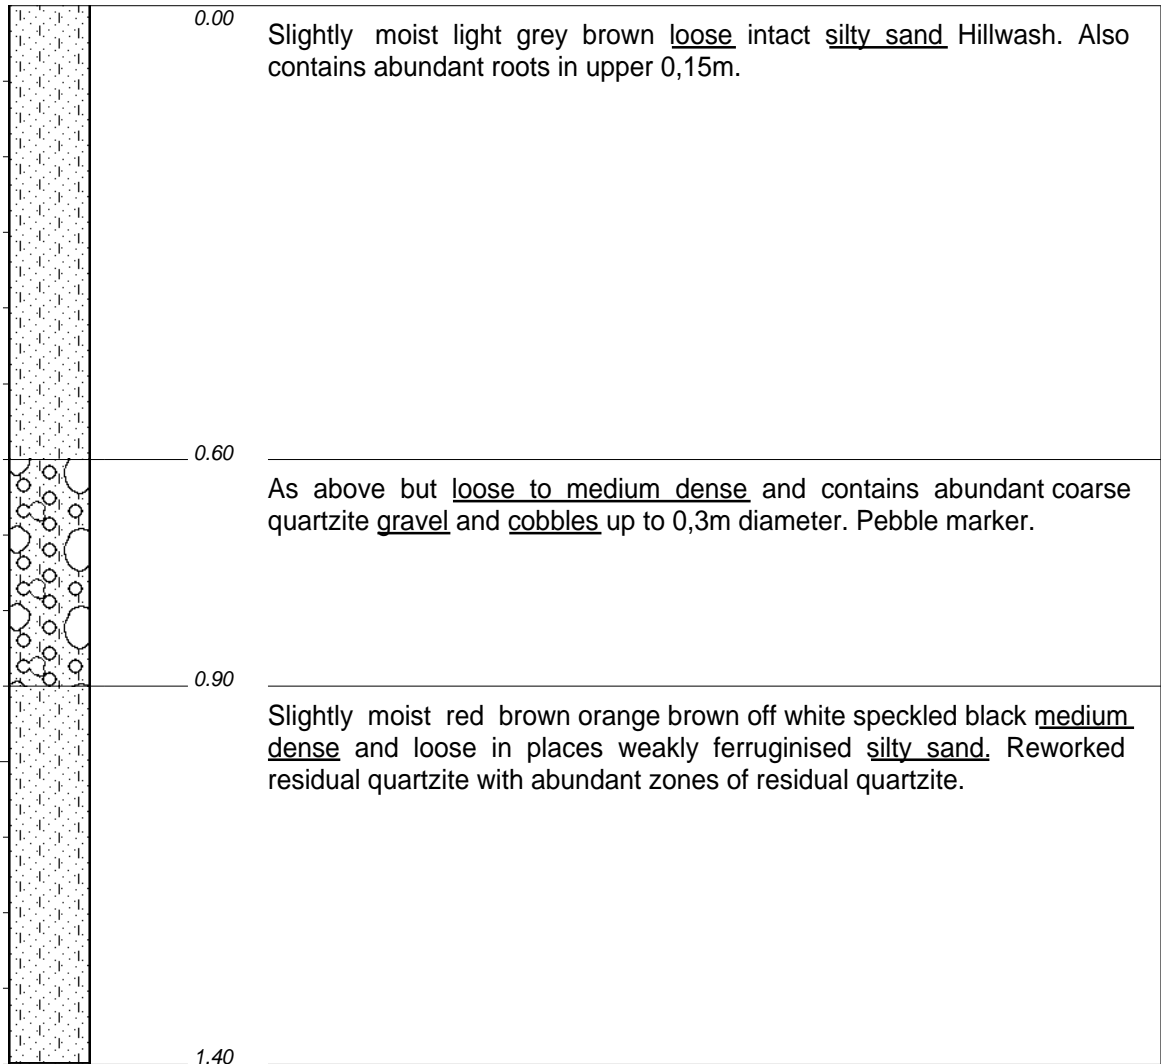 0.00
Slightly moist light grey brown loose intact silty sand Hillwash. Also
contains abundant roots in upper 0,15m.
0.60
As above but loose to medium dense and contains abundant coarse
quartzite gravel and cobbles up to 0,3m diameter. Pebble marker.
0.90
Slightly moist red brown orange brown off white speckled black medium
dense and loose in places weakly ferruginised silty sand. Reworked
residual quartzite with abundant zones of residual quartzite.
1.40